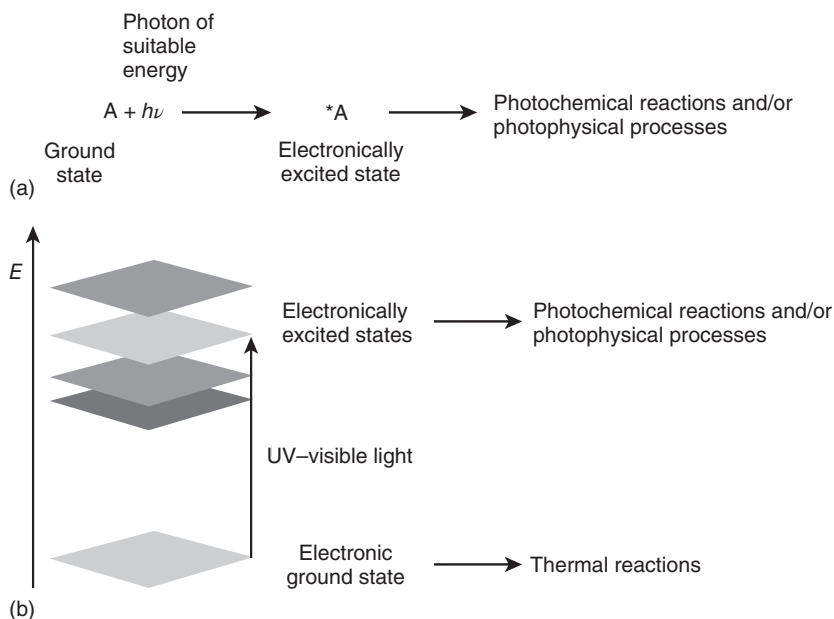 Photon of
suitable
energy
A + hν
*A
Photochemical reactions and/or
photophysical processes
Ground
state
Electronically
excited state
(a)
E
Electronically
excited states
Photochemical reactions and/or
photophysical processes
UV–visible light
Electronic
ground state
Thermal reactions
(b)